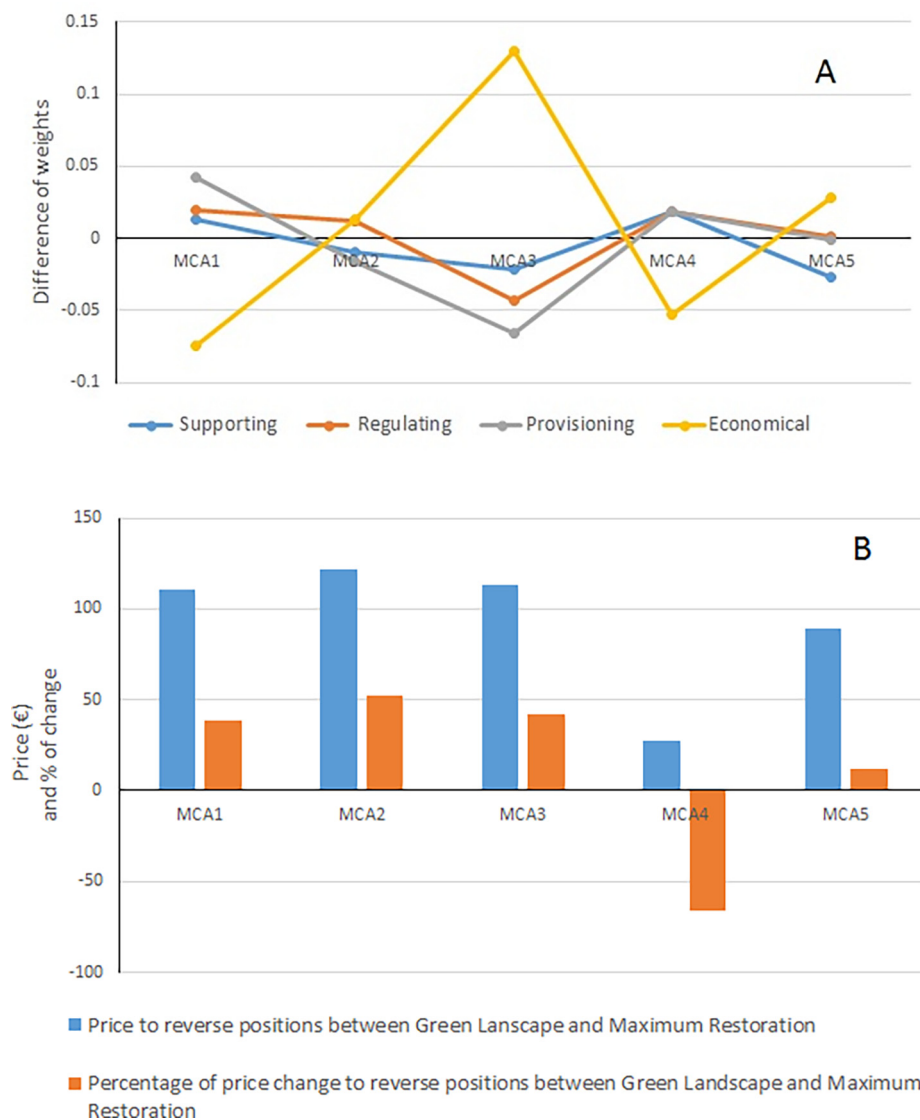 0.15
A
0.1
0.05
0
-0.05
-0.1
Difference of weights
MCA1 MCA2 MCA3 MCA4 MCA5
Supporting Regulating Provisioning Economical
150
B
100
50
0
-50
-100
Price (€)
and % of change
MCA1 MCA2 MCA3 MCA4 MCA5
Price to reverse positions between Green Lanscape and Maximum Restoration
Percentage of price change to reverse positions between Green Landscape and Maximum
Restoration